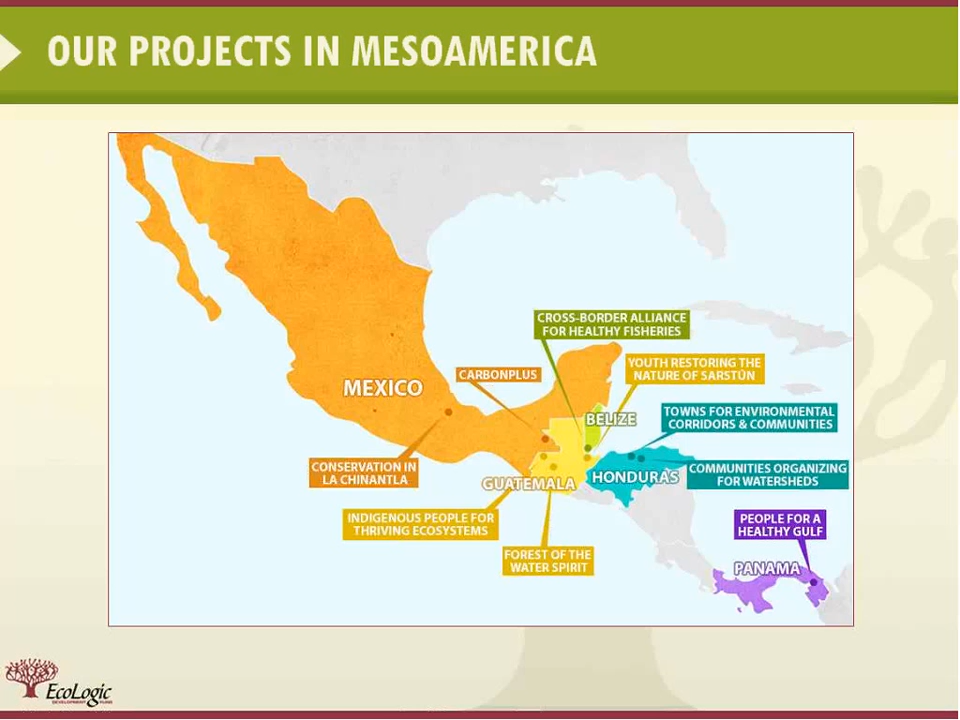 OUR PROJECTS IN MESOAMERICA
CROSS-BORDER ALLIANCE
FOR HEALTHY FISHERIES
YOUTH RESTORING THE
NATURE OF SARSTÚN
CARBONPLUS
MEXICO
BELIZE
TOWNS FOR ENVIRONMENTAL
CORRIDORS & COMMUNITIES
CONSERVATION IN
LA CHINANTLA
GUATEMALA
HONDURAS
COMMUNITIES ORGANIZING
FOR WATERSHEDS
INDIGENOUS PEOPLE FOR
THRIVING ECOSYSTEMS
PEOPLE FOR A
HEALTHY GULF
FOREST OF THE
WATER SPIRIT
PANAMA
EcoLogic
DEVELOPMENT FUND